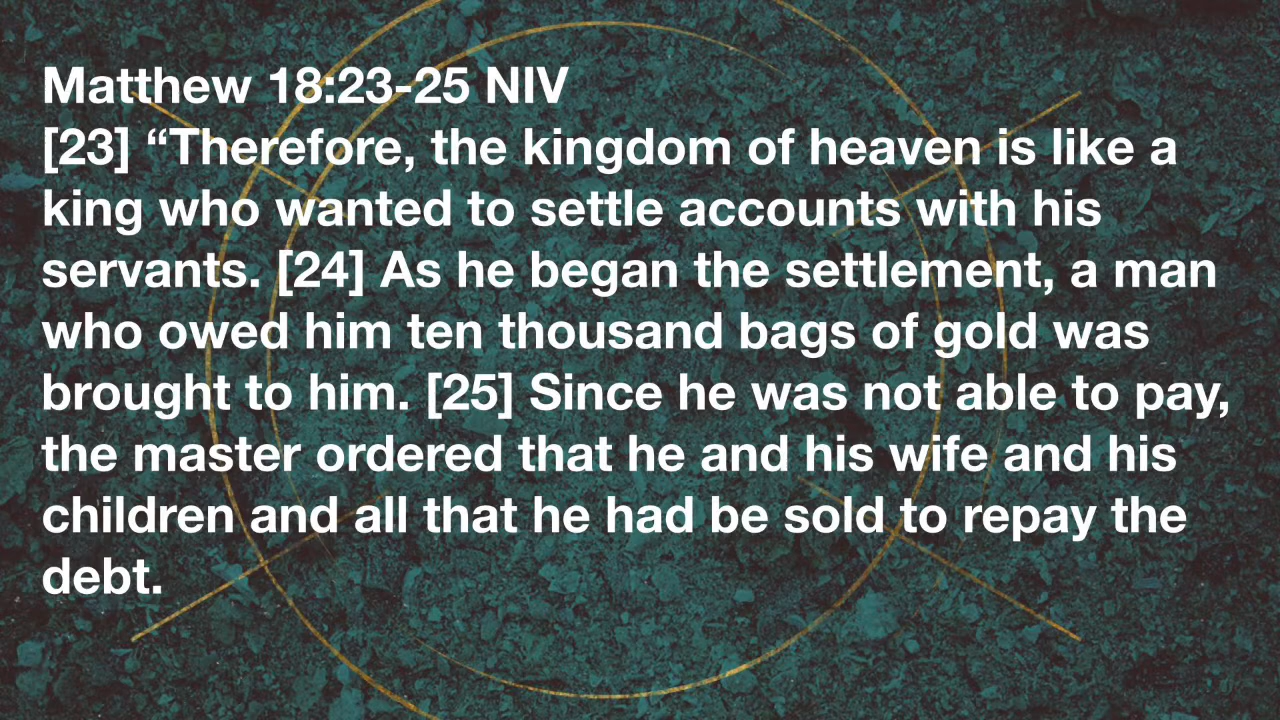 Matthew 18:23-25 NIV
[23] “Therefore, the kingdom of heaven is like a
king who wanted to settle accounts with his
servants. [24] As he began the settlement, a man
who owed him ten thousand bags of gold was
brought to him. [25] Since he was not able to pay,
the master ordered that he and his wife and his
children and all that he had be sold to repay the
debt.